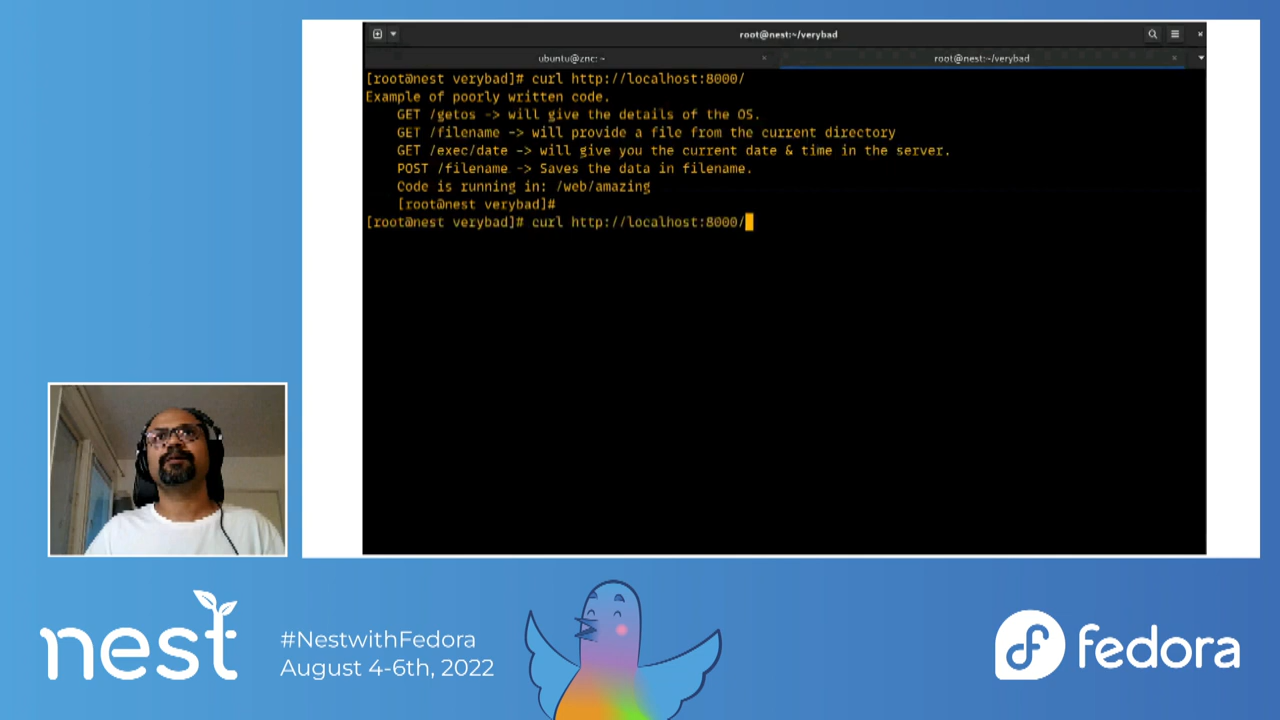 root@nest:~/verybad
ubuntu@znc: ~
root@nest:~/verybad
[root@nest verybad]# curl http://localhost:8000/
Example of poorly written code.
GET /getos -> will give the details of the OS.
GET /filename -> will provide a file from the current directory
GET /exec/date -> will give you the current date & time in the server.
POST /filename -> Saves the data in filename.
Code is running in: /web/amazing
[root@nest verybad]#
[root@nest verybad]# curl http://localhost:8000/
nest
#NestwithFedora
August 4-6th, 2022
fedora